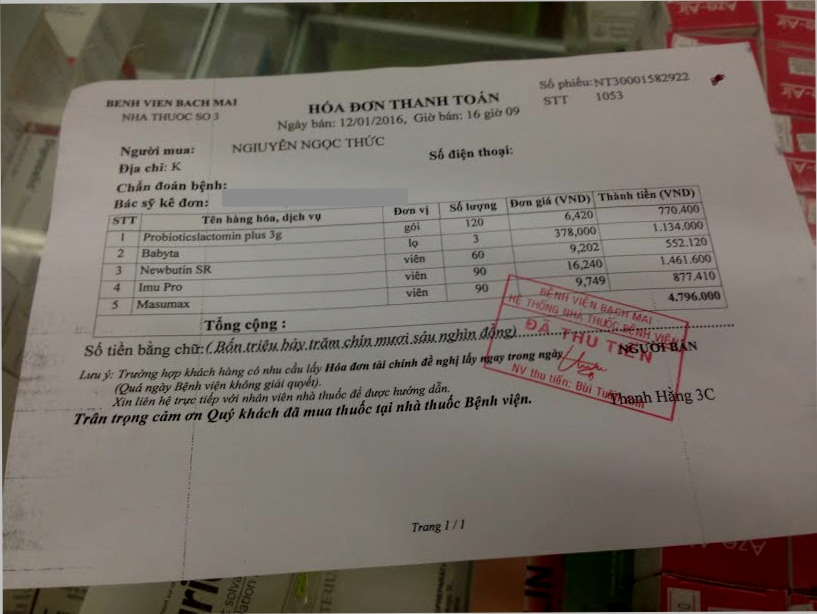 BENH VIEN BACH MAI
NHA THUOC SO 3
HÓA ĐƠN THANH TOÁN
Ngày bán: 12/01/2016, Giờ bán: 16 giờ 09
Số phiếu: NT30001582922
STT 1053
Người mua: NGIUYỄN NGỌC THỨC
Địa chỉ: K
Số điện thoại:
Chẩn đoán bệnh:
Bác sỹ kê đơn:
STT Tên hàng hóa, dịch vụ Đơn vị Số lượng Đơn giá (VND) Thành tiền (VND)
1 Probioticslactomin plus 3g gói 120 6,420 770.400
2 Babyta lọ 3 378,000 1.134.000
3 Newbutin SR viên 60 9,202 552.120
4 Imu Pro viên 90 16,240 1.461.600
5 Masumax viên 90 9,749 877.410
Tổng cộng : 4.796.000
Số tiền bằng chữ: ( Bốn triệu bảy trăm chín mươi sáu nghìn đồng)
Lưu ý: Trường hợp khách hàng có nhu cầu lấy Hóa đơn tài chính đề nghị lấy ngay trong ngày
(Quá ngày Bệnh viện không giải quyết).
Xin liên hệ trực tiếp với nhân viên nhà thuốc để được hướng dẫn.
Trân trọng cảm ơn Quý khách đã mua thuốc tại nhà thuốc Bệnh viện.
NGƯỜI BÁN
Thanh Hằng 3C
BỆNH VIỆN BẠCH MAI
HỆ THỐNG NHÀ THUỐC BỆNH VIỆN
ĐÃ THU TIỀN
NV thu tiền: Bùi
Trang 1 / 1